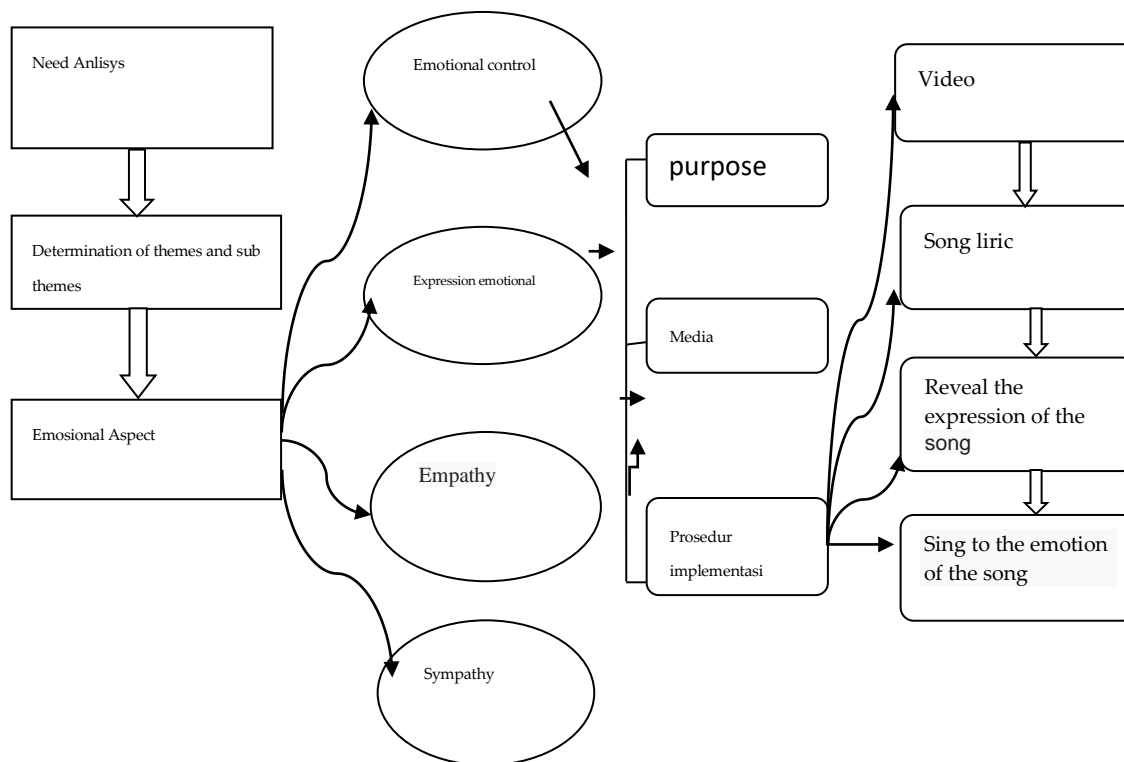 Need Anlisys
Determination of themes and sub
themes
Emosional Aspect
Emotional control
Expression emotional
Empathy
Sympathy
purpose
Media
Prosedur
implementasi
Video
Song liric
Reveal the
expression of the
song
Sing to the emotion
of the song